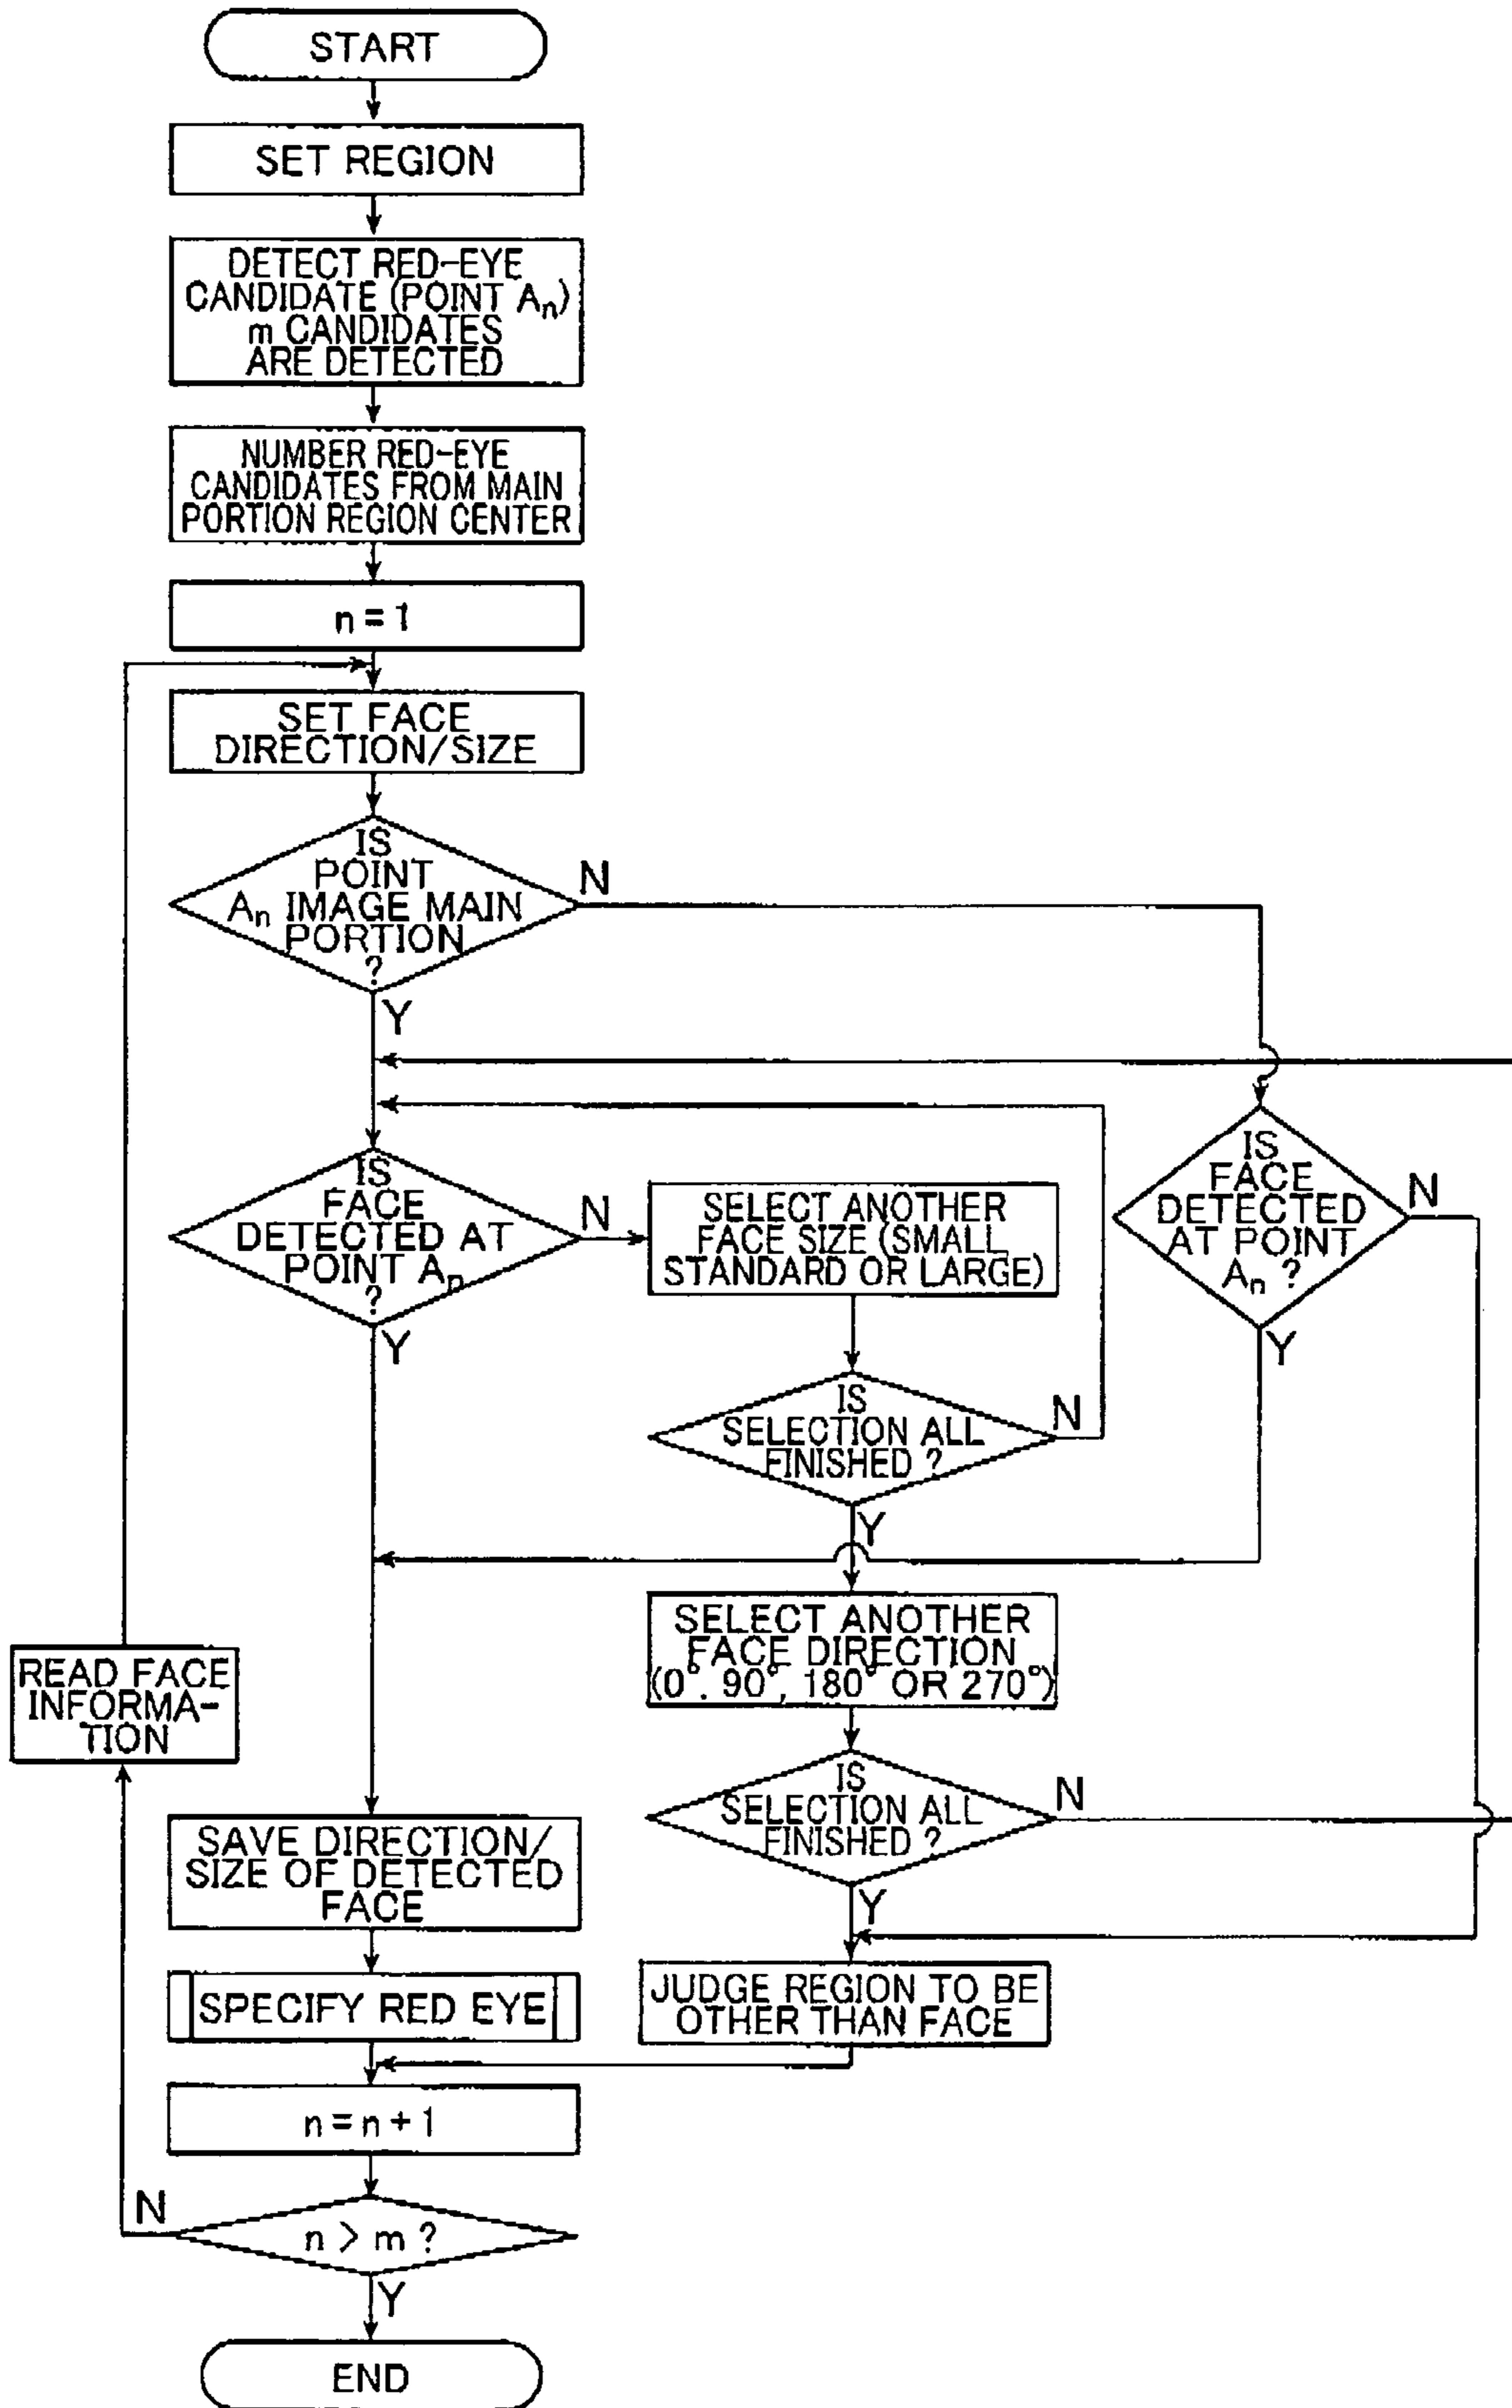 START
SET REGION
DETECT RED-EYE
CANDIDATE (POINT An)
m CANDIDATES
ARE DETECTED
NUMBER RED-EYE
CANDIDATES FROM MAIN
PORTION REGION CENTER
n = 1
SET FACE
DIRECTION/SIZE
IS
POINT
An IMAGE MAIN
PORTION
?
N
Y
IS
FACE
DETECTED AT
POINT An
?
N
Y
SELECT ANOTHER
FACE SIZE (SMALL
STANDARD OR LARGE)
IS
SELECTION ALL
FINISHED ?
N
Y
IS
FACE
DETECTED
AT POINT
An ?
N
Y
SELECT ANOTHER
FACE DIRECTION
(0°. 90°, 180° OR 270°)
IS
SELECTION ALL
FINISHED ?
N
Y
READ FACE
INFORMA-
TION
SAVE DIRECTION/
SIZE OF DETECTED
FACE
SPECIFY RED EYE
JUDGE REGION TO BE
OTHER THAN FACE
n = n + 1
n > m ?
N
Y
END